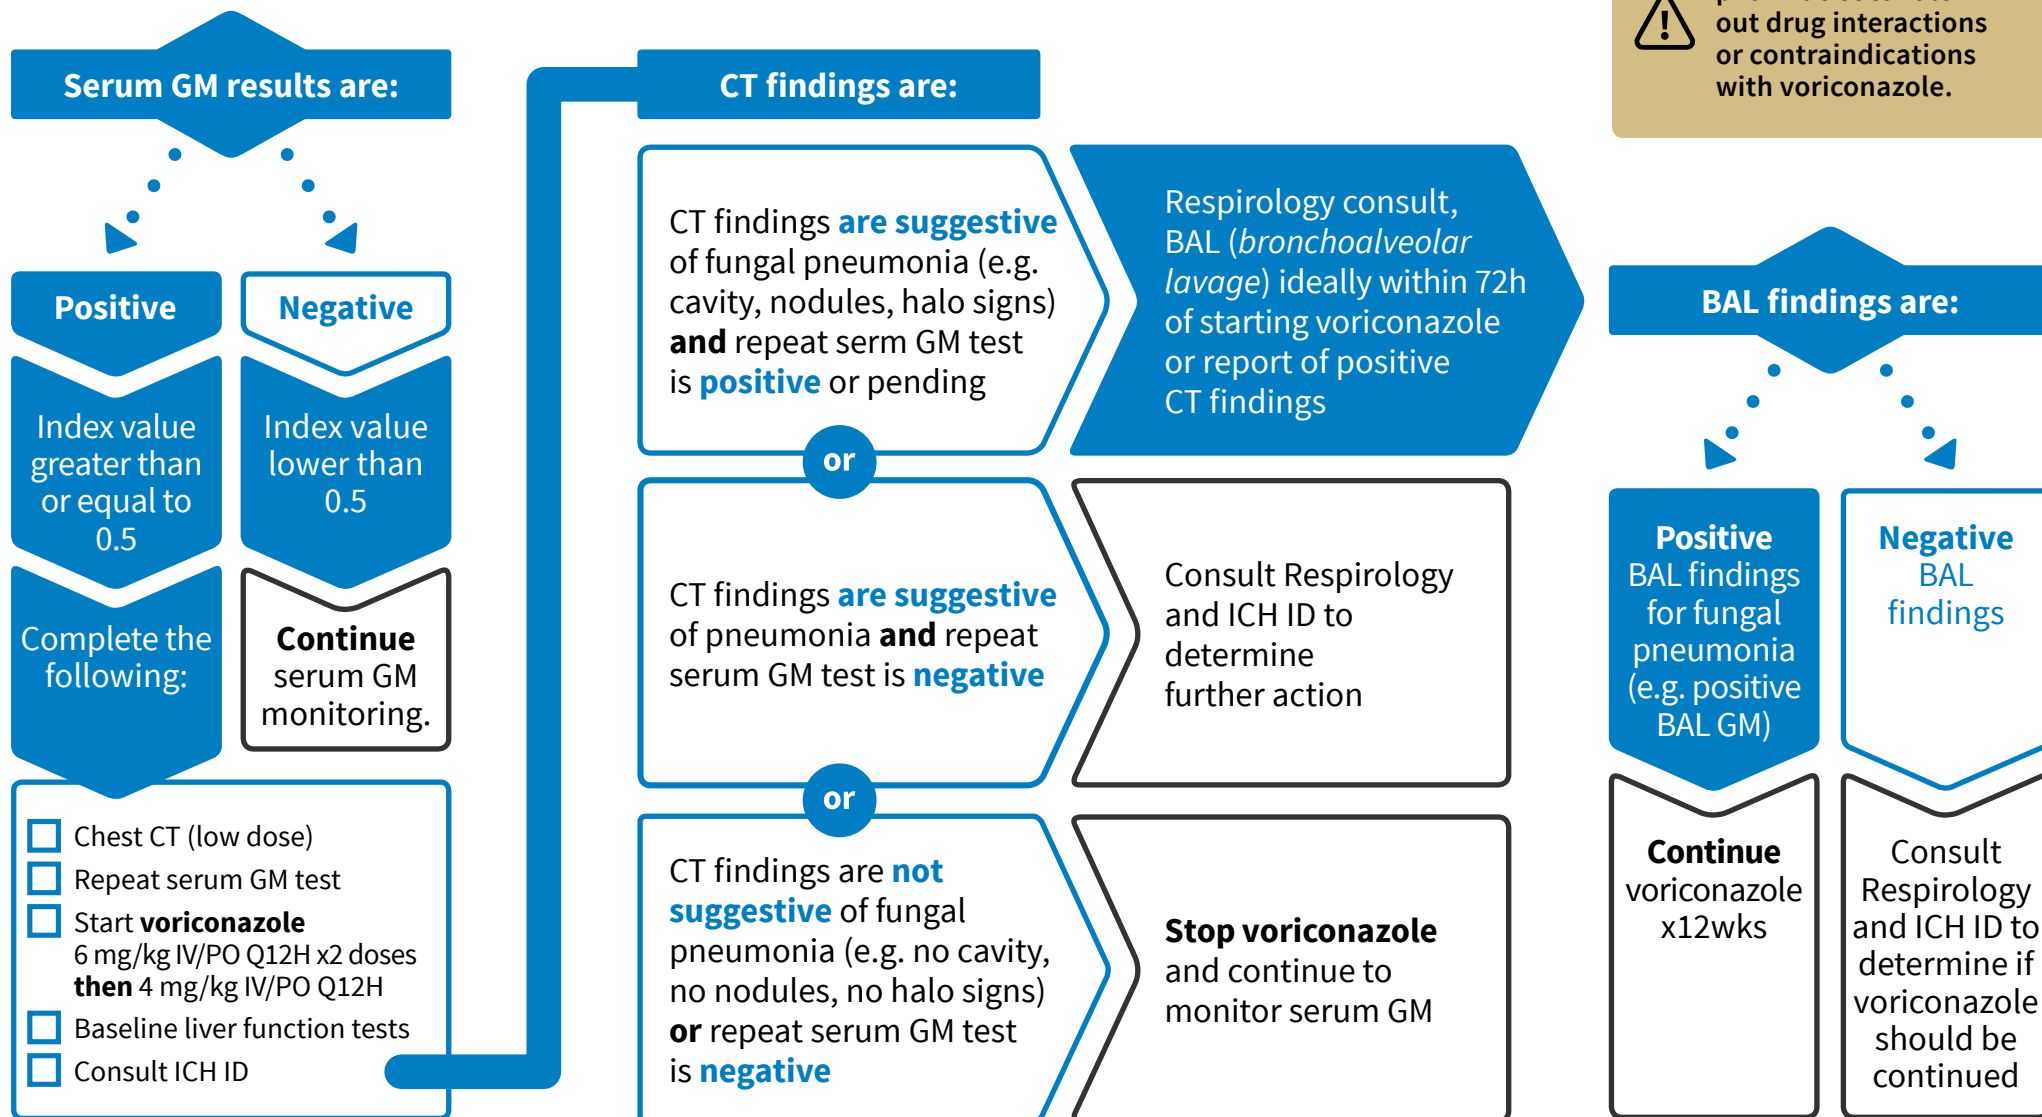 out drug interactions
or contraindications
with voriconazole.
Serum GM results are:
Positive
Negative
Index value
greater than
or equal to
0.5
Index value
lower than
0.5
Complete the
following:
Continue
serum GM
monitoring.
Chest CT (low dose)
Repeat serum GM test
Start voriconazole
6 mg/kg IV/PO Q12H x2 doses
then 4 mg/kg IV/PO Q12H
Baseline liver function tests
Consult ICH ID
CT findings are:
CT findings are suggestive
of fungal pneumonia (e.g.
cavity, nodules, halo signs)
and repeat serm GM test
is positive or pending
Respirology consult,
BAL (bronchoalveolar
lavage) ideally within 72h
of starting voriconazole
or report of positive
CT findings
or
CT findings are suggestive
of pneumonia and repeat
serum GM test is negative
Consult Respirology
and ICH ID to
determine
further action
or
CT findings are not
suggestive of fungal
pneumonia (e.g. no cavity,
no nodules, no halo signs)
or repeat serum GM test
is negative
Stop voriconazole
and continue to
monitor serum GM
BAL findings are:
Positive
BAL findings
for fungal
pneumonia
(e.g. positive
BAL GM)
Negative
BAL
findings
Continue
voriconazole
x12wks
Consult
Respirology
and ICH ID to
determine if
voriconazole
should be
continued